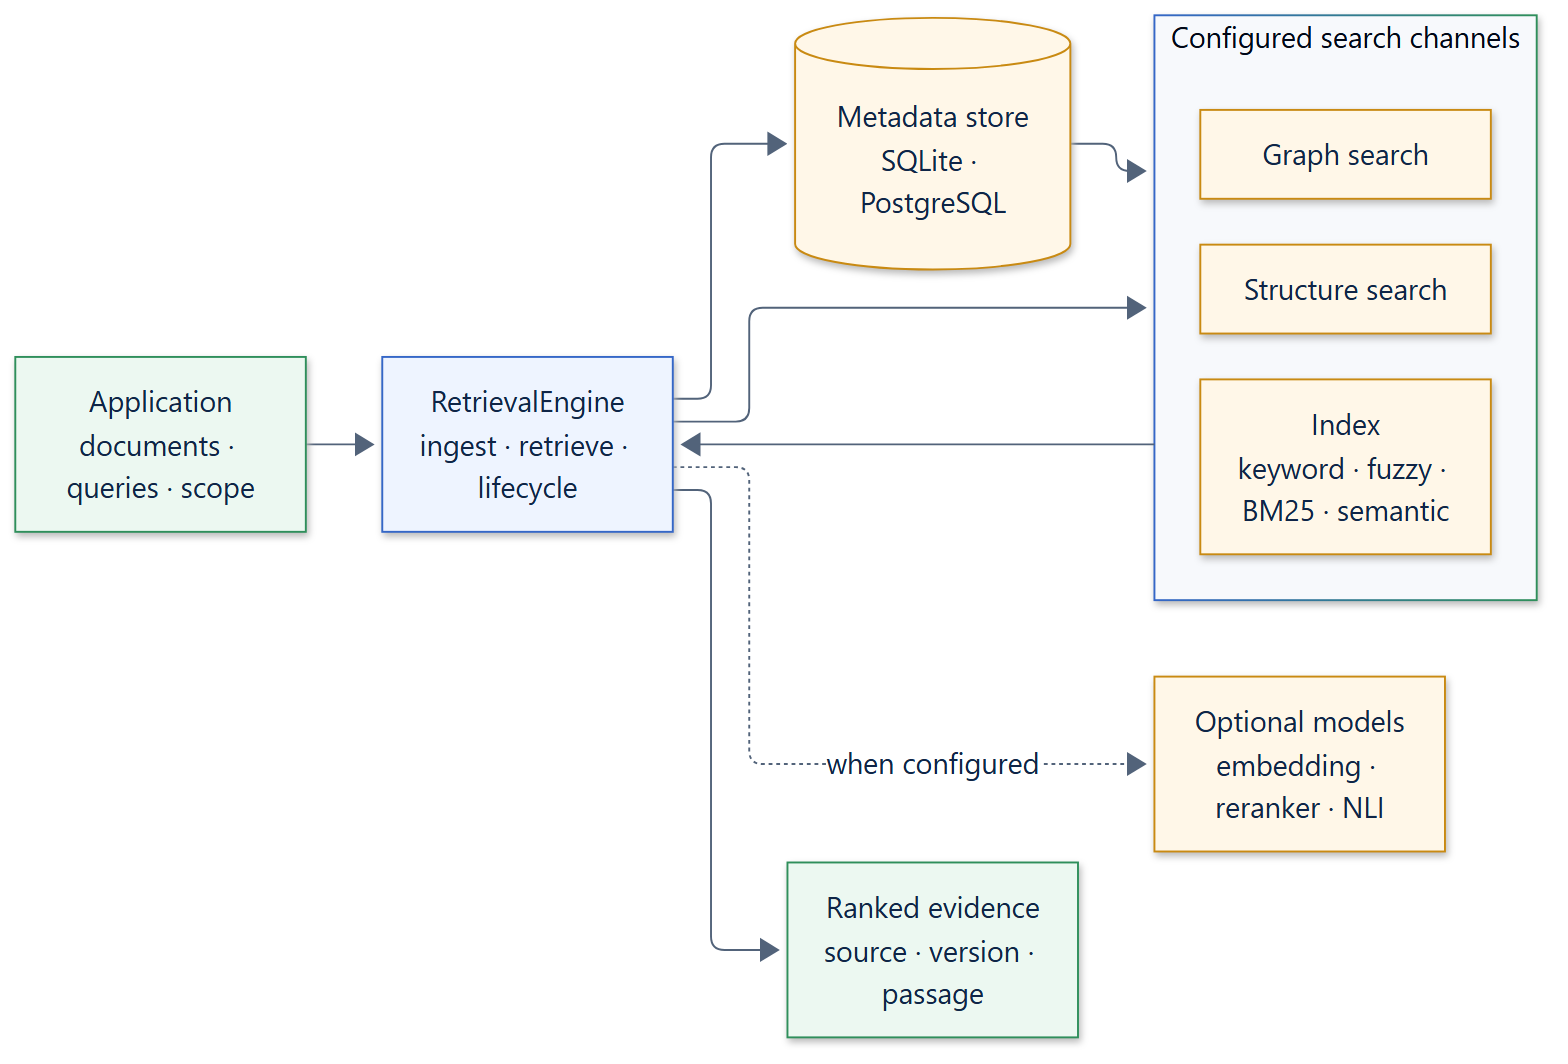 Configured search channels
Metadata store
SQLite ·
PostgreSQL
Graph search
Structure search
Application
documents ·
queries · scope
RetrievalEngine
ingest · retrieve ·
lifecycle
Index
keyword · fuzzy ·
BM25 · semantic
when configured
Optional models
embedding ·
reranker · NLI
Ranked evidence
source · version ·
passage